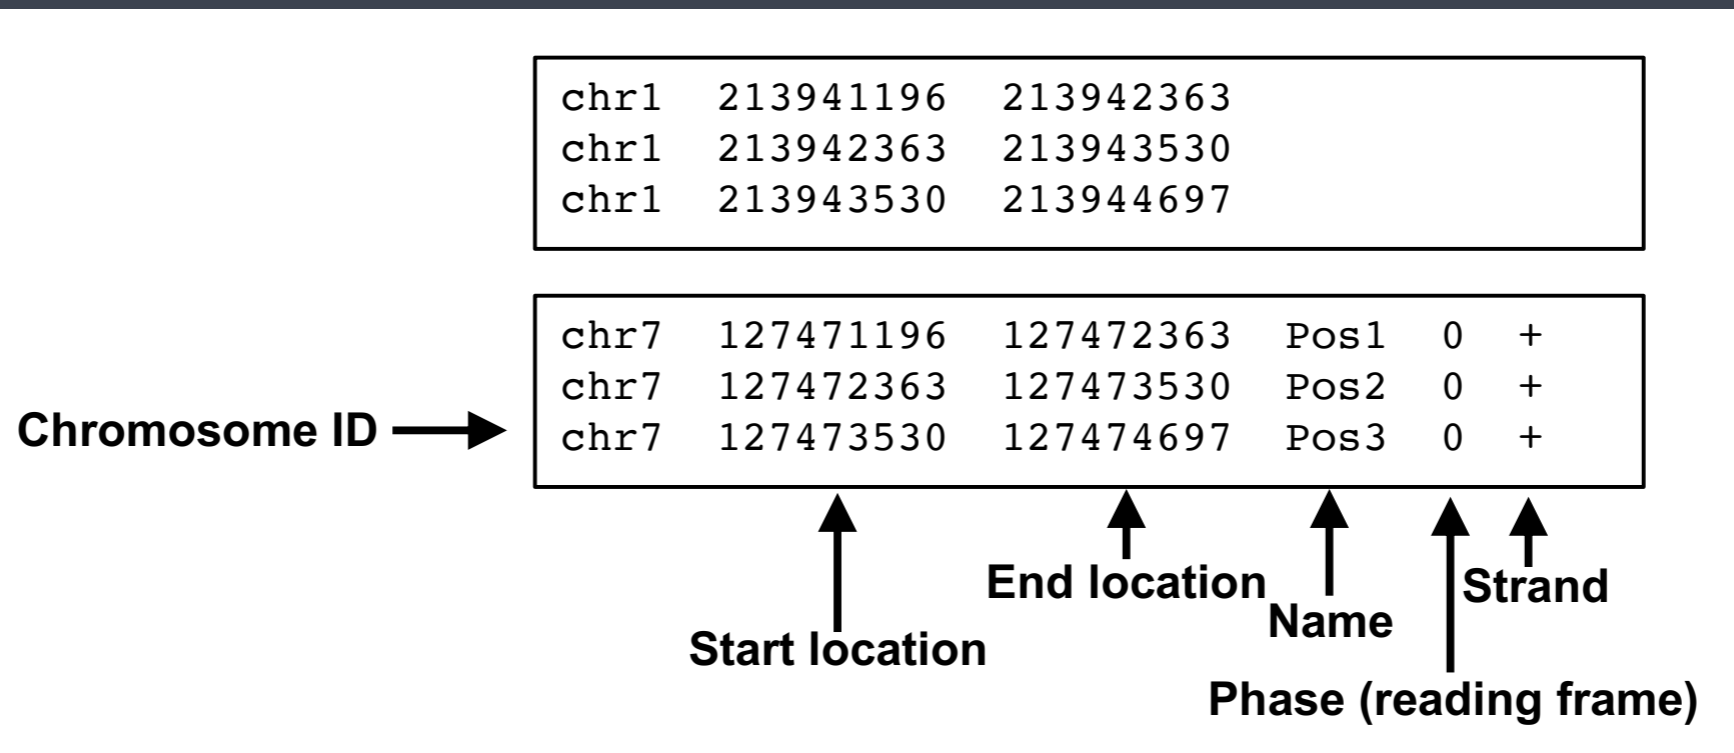 chr1 213941196 213942363
chr1 213942363 213943530
chr1 213943530 213944697
chr7 127471196 127472363 Pos1 0 +
chr7 127472363 127473530 Pos2 0 +
chr7 127473530 127474697 Pos3 0 +
Chromosome ID
Start location
End location
Name
Phase (reading frame)
Strand